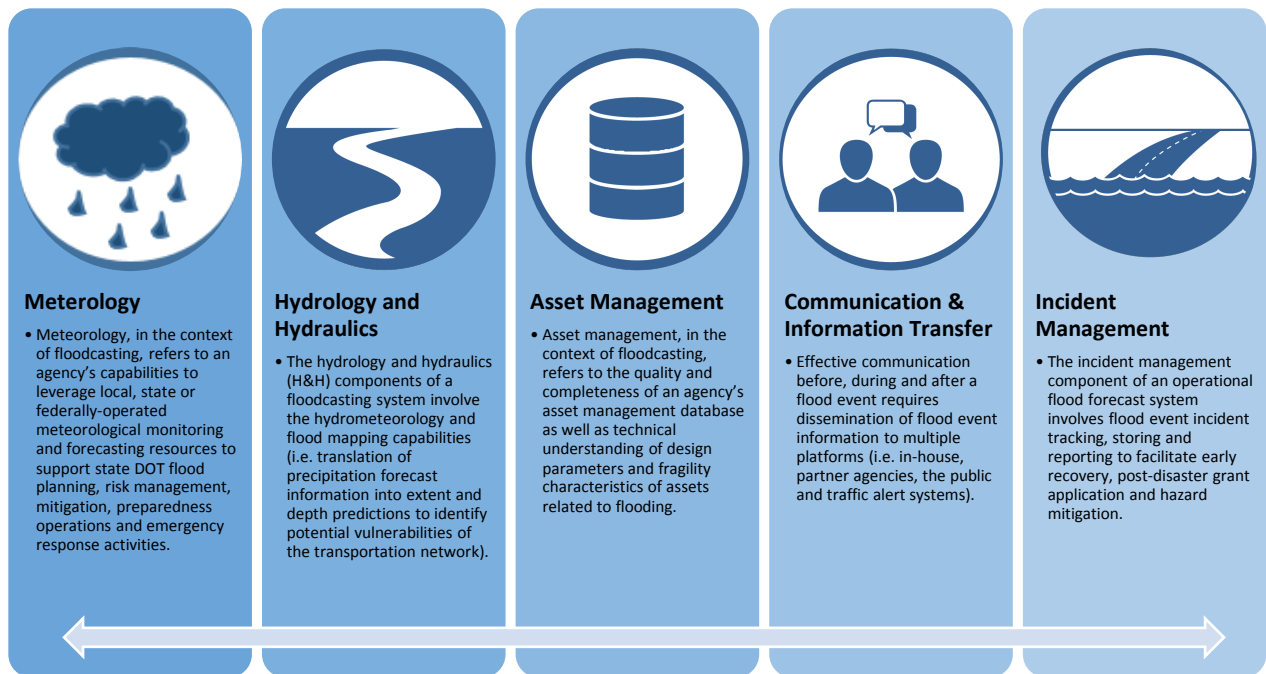 Meterology
• Meteorology, in the context
of floodcasting, refers to an
agency's capabilities to
leverage local, state or
federally-operated
meteorological monitoring
and forecasting resources to
support state DOT flood
planning, risk management,
mitigation, preparedness
operations and emergency
response activities.
Hydrology and
Hydraulics
• The hydrology and hydraulics
(H&H) components of a
floodcasting system involve
the hydrometeorology and
flood mapping capabilities
(i.e. translation of
precipitation forecast
information into extent and
depth predictions to identify
potential vulnerabilities of
the transportation network).
Asset Management
• Asset management, in the
context of floodcasting,
refers to the quality and
completeness of an agency's
asset management database
as well as technical
understanding of design
parameters and fragility
characteristics of assets
related to flooding.
Communication &
Information Transfer
• Effective communication
before, during and after a
flood event requires
dissemination of flood event
information to multiple
platforms (i.e. in-house,
partner agencies, the public
and traffic alert systems).
Incident
Management
• The incident management
component of an operational
flood forecast system
involves flood event incident
tracking, storing and
reporting to facilitate early
recovery, post-disaster grant
application and hazard
mitigation.